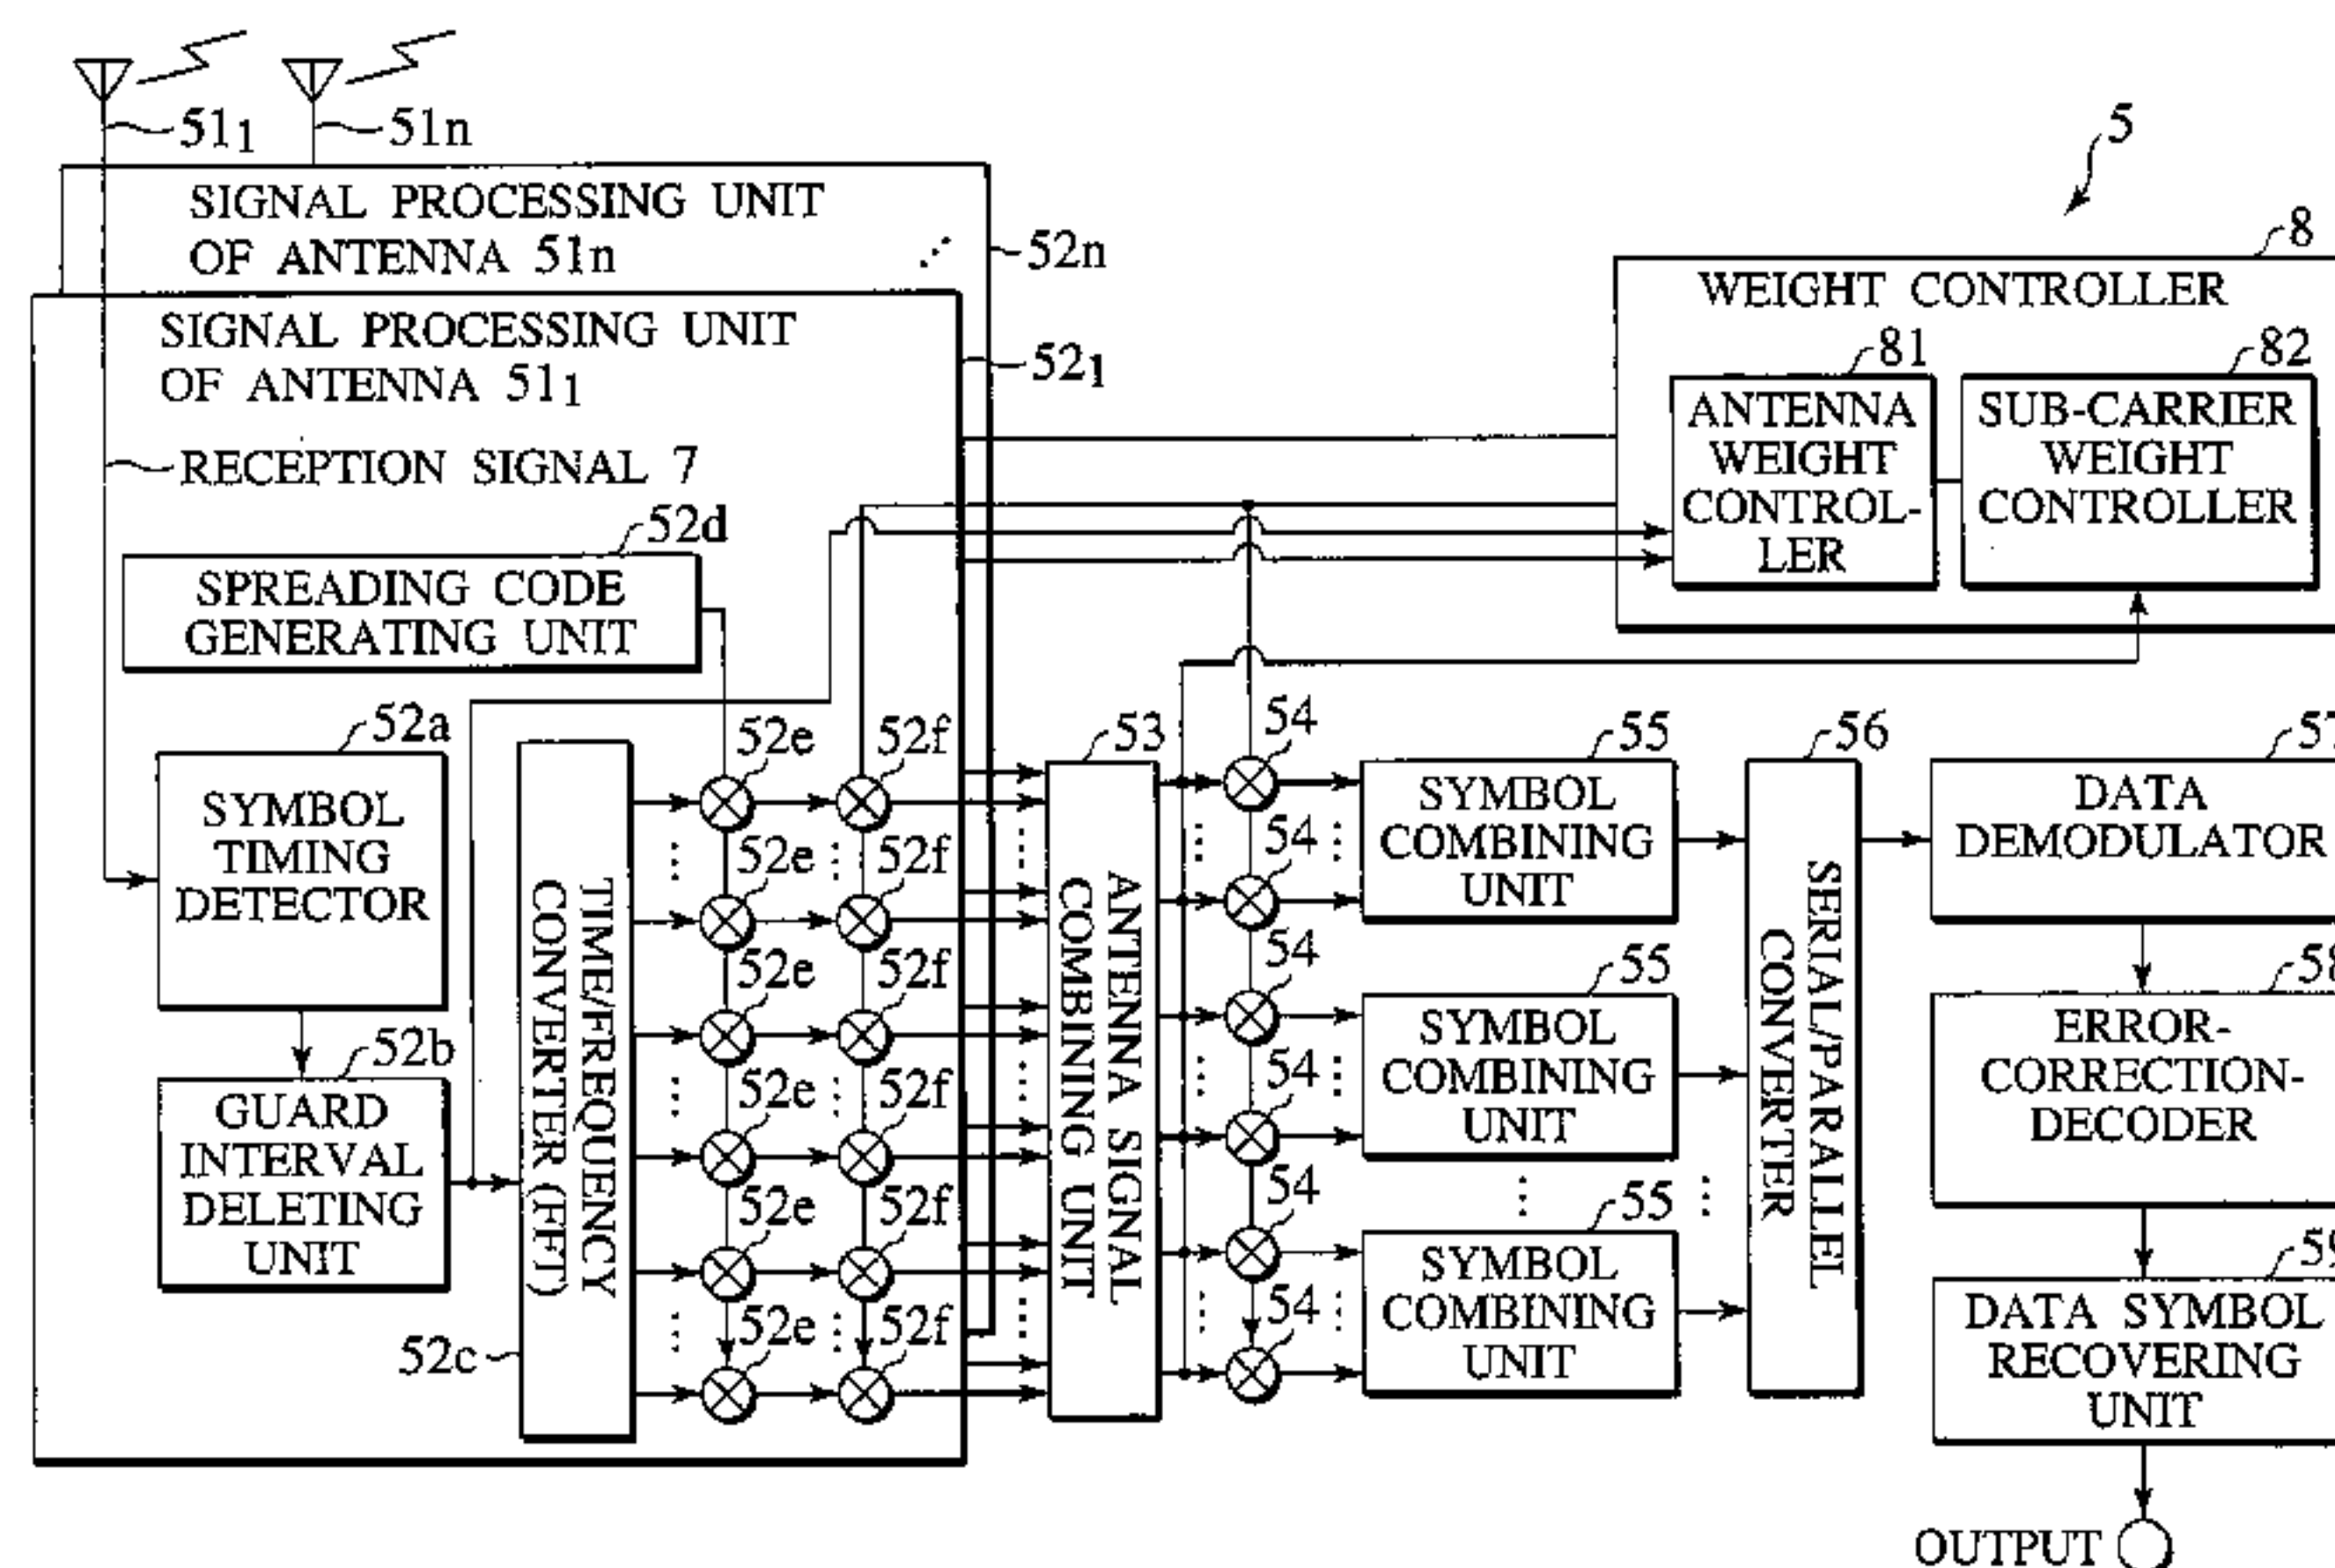 51₁
51n
5
SIGNAL PROCESSING UNIT
OF ANTENNA 51n
52n
8
WEIGHT CONTROLLER
SIGNAL PROCESSING UNIT
OF ANTENNA 51₁
52₁
81
82
ANTENNA
WEIGHT
CONTROL-
LER
SUB-CARRIER
WEIGHT
CONTROLLER
RECEPTION SIGNAL 7
52d
SPREADING CODE
GENERATING UNIT
52a
SYMBOL
TIMING
DETECTOR
52b
GUARD
INTERVAL
DELETING
UNIT
TIME/FREQUENCY
CONVERTER (FFT)
52c
52e
52f
52e
52f
52e
52f
52e
52f
52e
52f
52e
52f
53
ANTENNA SIGNAL
COMBINING UNIT
54
54
54
54
54
54
55
SYMBOL
COMBINING
UNIT
55
SYMBOL
COMBINING
UNIT
55
SYMBOL
COMBINING
UNIT
56
SERIAL/PARALLEL
CONVERTER
57
DATA
DEMODULATOR
58
ERROR-
CORRECTION-
DECODER
59
DATA SYMBOL
RECOVERING
UNIT
OUTPUT